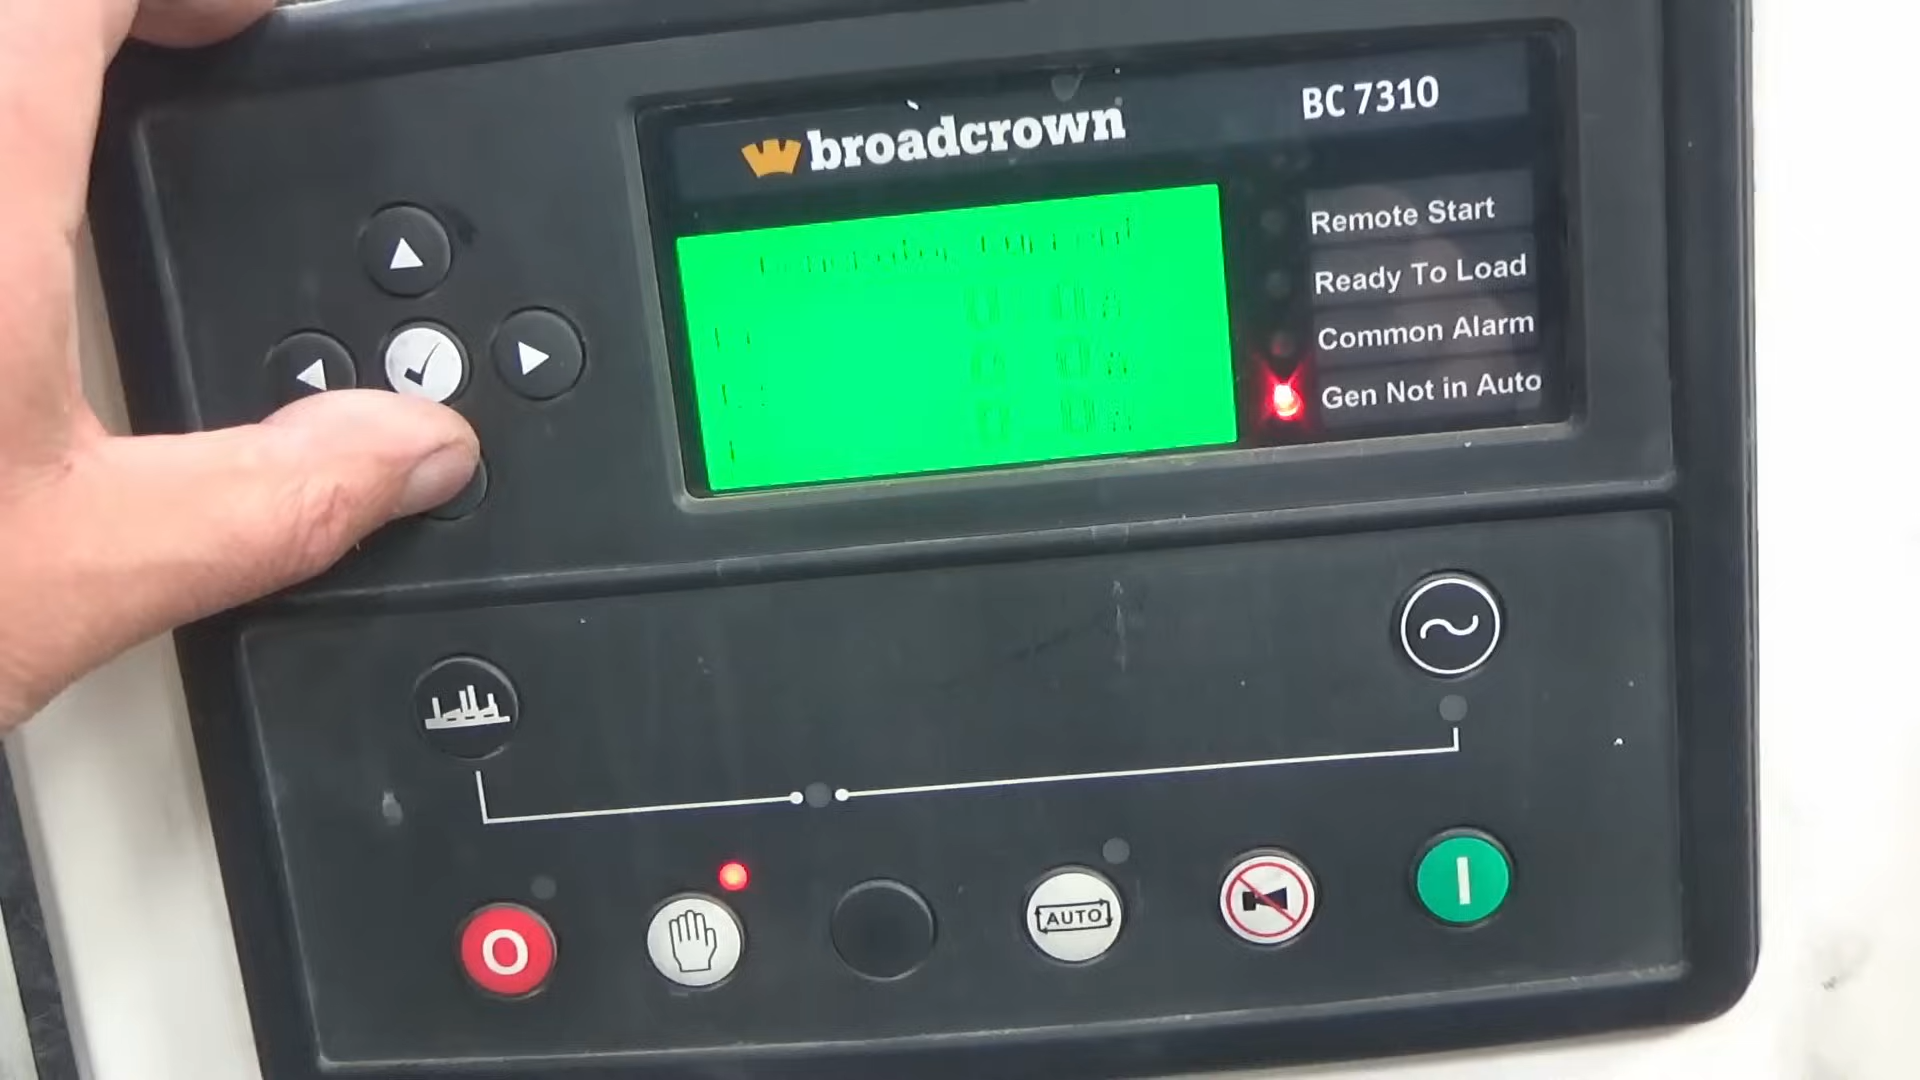 broadcrown
BC 7310
Remote Start
Ready To Load
Common Alarm
Gen Not in Auto
O
AUTO
I